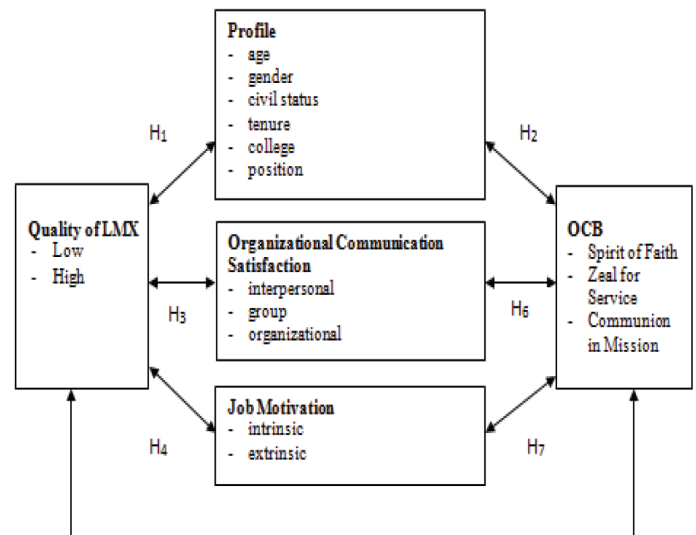 Profile
- age
- gender
- civil status
- tenure
- college
- position
H1
H2
Quality of LMX
- Low
- High
Organizational Communication
Satisfaction
- interpersonal
- group
- organizational
OCB
- Spirit of Faith
- Zeal for
Service
- Communion
in Mission
H3
H6
Job Motivation
- intrinsic
- extrinsic
H4
H7